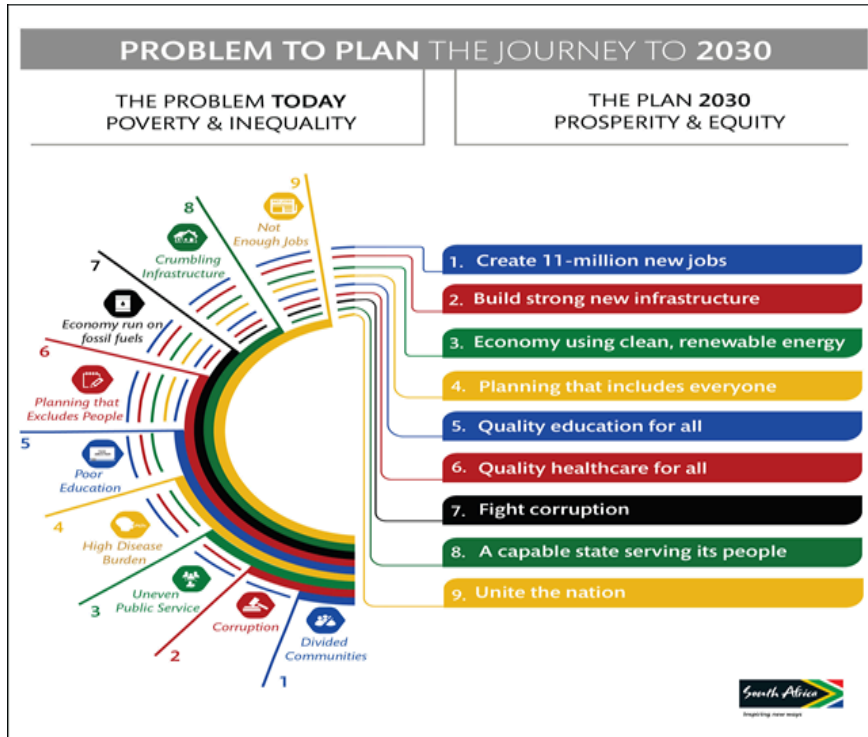 PROBLEM TO PLAN THE JOURNEY TO 2030
THE PROBLEM TODAY
POVERTY & INEQUALITY
THE PLAN 2030
PROSPERITY & EQUITY
9
Not
Enough Jobs
8
Crumbling
Infrastructure
7
Economy run on
fossil fuels
6
Planning that
Excludes People
5
Poor
Education
4
High Disease
Burden
3
Uneven
Public Service
2
Corruption
1
Divided
Communities
1. Create 11-million new jobs
2. Build strong new infrastructure
3. Economy using clean, renewable energy
4. Planning that includes everyone
5. Quality education for all
6. Quality healthcare for all
7. Fight corruption
8. A capable state serving its people
9. Unite the nation
South Africa
Inspiring new ways